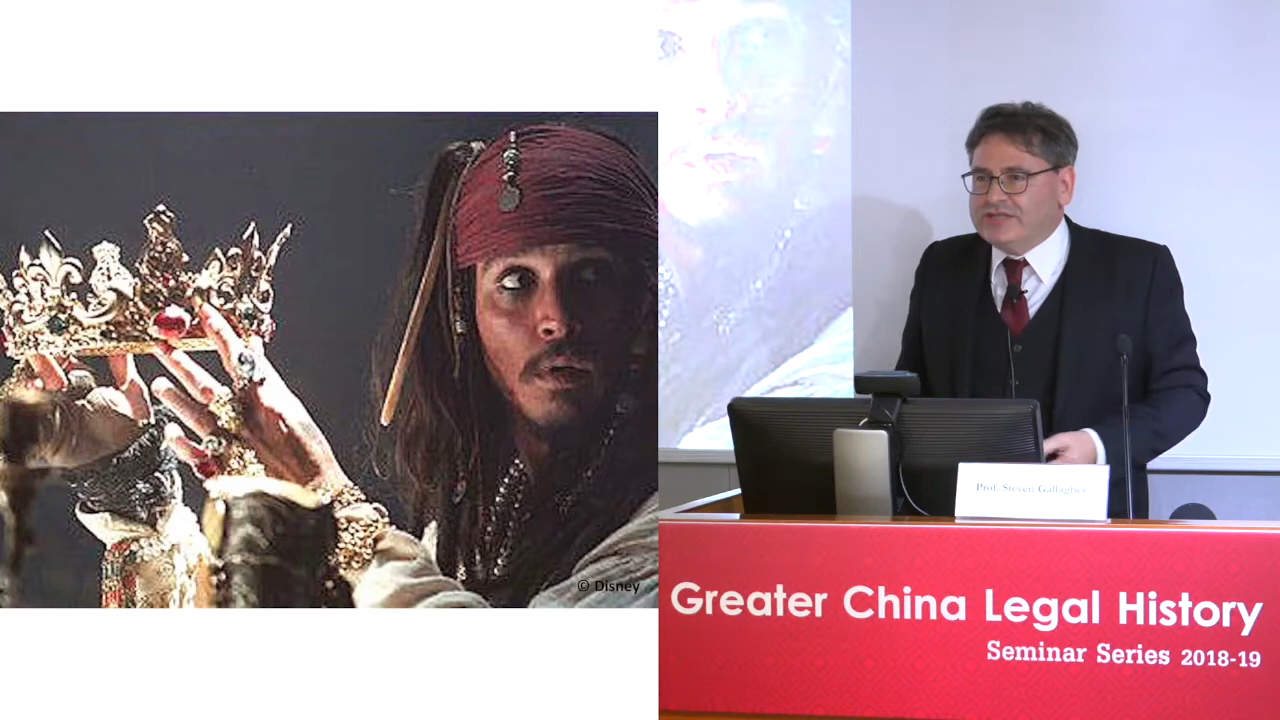 © Disney
Prof. Steven Gallagher
Greater China Legal History
Seminar Series 2018-19